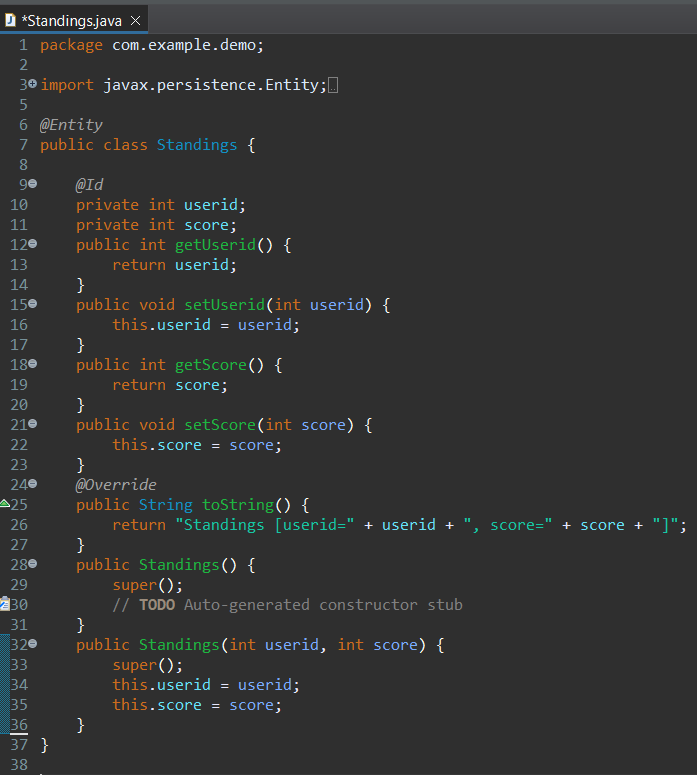 *Standings.java
1 package com.example.demo;
2
3 import javax.persistence.Entity;
5
6 @Entity
7 public class Standings {
8
9     @Id
10     private int userid;
11     private int score;
12     public int getUserid() {
13         return userid;
14     }
15     public void setUserid(int userid) {
16         this.userid = userid;
17     }
18     public int getScore() {
19         return score;
20     }
21     public void setScore(int score) {
22         this.score = score;
23     }
24     @Override
25     public String toString() {
26         return "Standings [userid=" + userid + ", score=" + score + "]";
27     }
28     public Standings() {
29         super();
30         // TODO Auto-generated constructor stub
31     }
32     public Standings(int userid, int score) {
33         super();
34         this.userid = userid;
35         this.score = score;
36     }
37 }
38